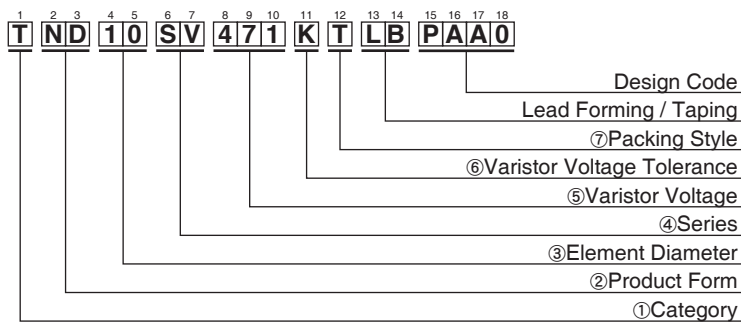 1 2 3 4 5 6 7 8 9 10 11 12 13 14 15 16 17 18
T ND 10 SV 471 K T LB PAA0
Design Code
Lead Forming / Taping
⑦Packing Style
⑥Varistor Voltage Tolerance
⑤Varistor Voltage
④Series
③Element Diameter
②Product Form
①Category